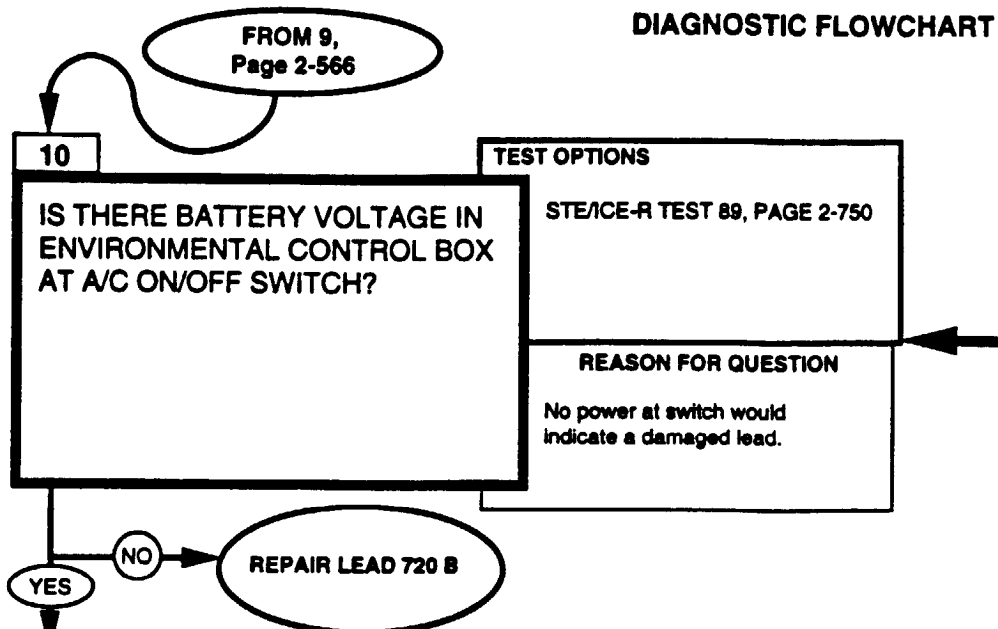 DIAGNOSTIC FLOWCHART
FROM 9,
Page 2-566
10
IS THERE BATTERY VOLTAGE IN
ENVIRONMENTAL CONTROL BOX
AT A/C ON/OFF SWITCH?
TEST OPTIONS
STE/ICE-R TEST 89, PAGE 2-750
REASON FOR QUESTION
No power at switch would
indicate a damaged lead.
NO
REPAIR LEAD 720 B
YES